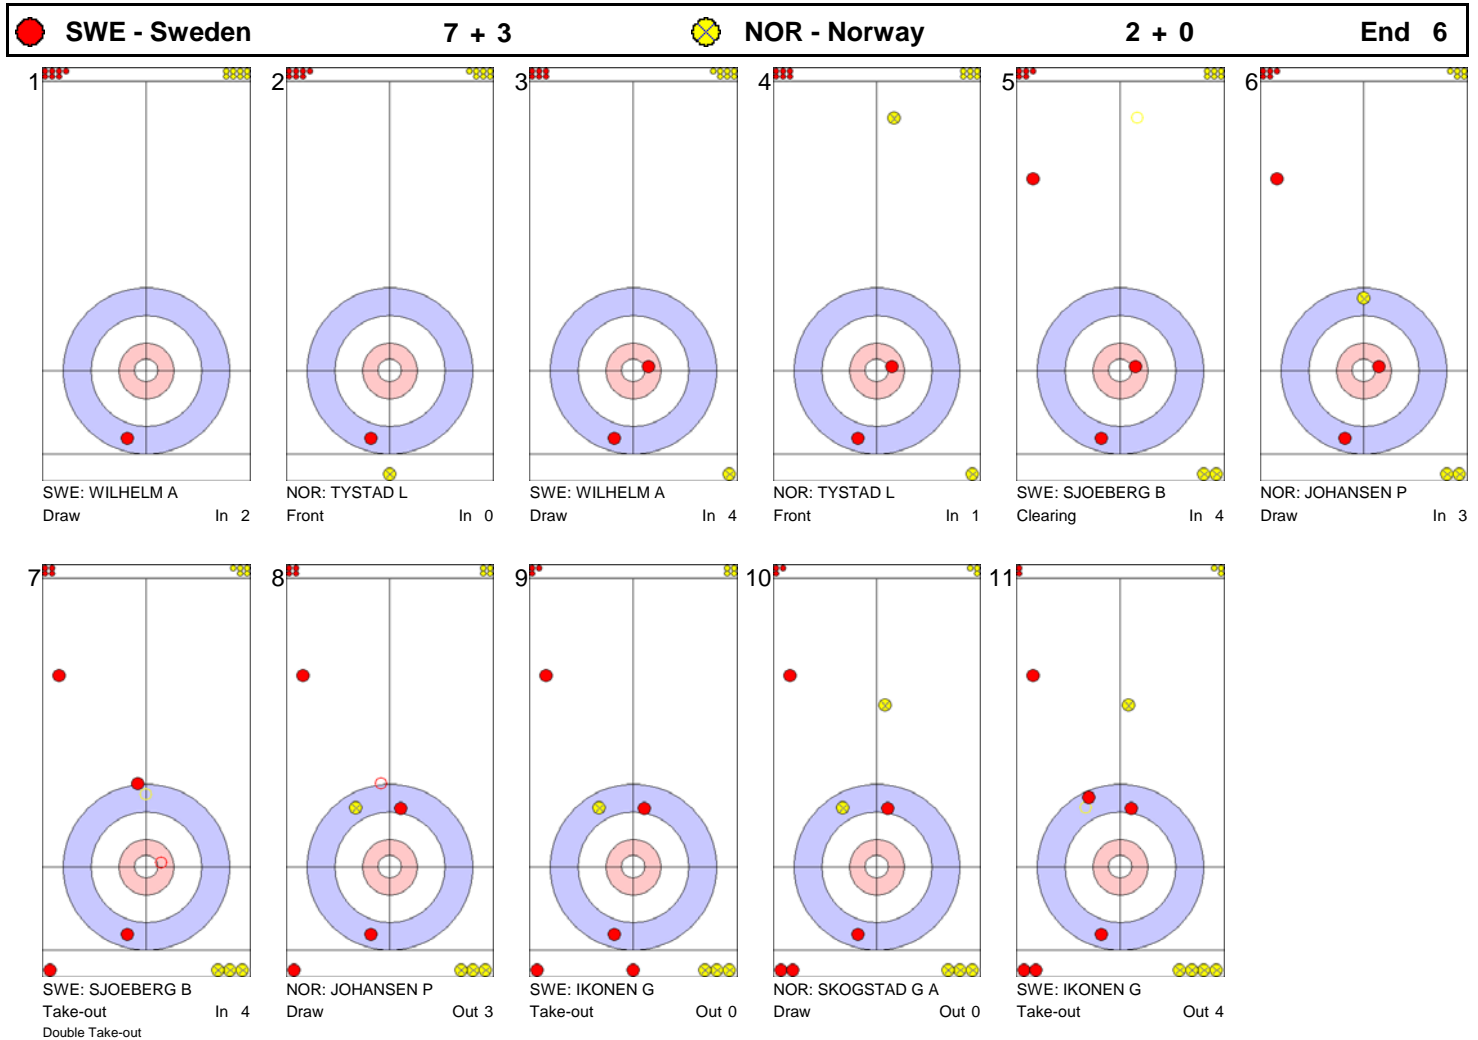 SWE - Sweden 7 + 3 NOR - Norway 2 + 0 End 6
1 2 3 4 5 6
SWE: WILHELM A NOR: TYSTAD L SWE: WILHELM A NOR: TYSTAD L SWE: SJOEBERG B NOR: JOHANSEN P
Draw In 2 Front In 0 Draw In 4 Front In 1 Clearing In 4 Draw In 3
7 8 9 10 11
SWE: SJOEBERG B NOR: JOHANSEN P SWE: IKONEN G NOR: SKOGSTAD G A SWE: IKONEN G
Take-out In 4 Draw Out 3 Take-out Out 0 Draw Out 0 Take-out Out 4
Double Take-out